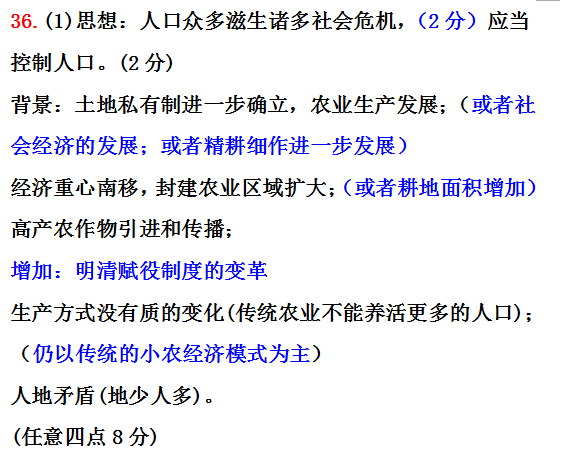 36.(1)思想：人口众多滋生诸多社会危机，（2 分）应当
控制人口。(2 分)
背景：土地私有制进一步确立，农业生产发展；（或者社
会经济的发展；或者精耕细作进一步发展）
经济重心南移，封建农业区域扩大；（或者耕地面积增加）
高产农作物引进和传播；
增加：明清赋役制度的变革
生产方式没有质的变化(传统农业不能养活更多的人口)；
（仍以传统的小农经济模式为主）
人地矛盾(地少人多)。
(任意四点 8 分)